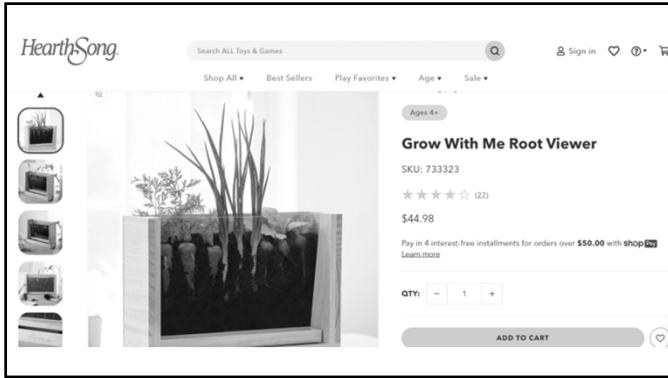 HearthSong.
Search ALL Toys & Games
Sign in
Shop All ▾ Best Sellers Play Favorites ▾ Age ▾ Sale ▾
Ages 4+
Grow With Me Root Viewer
SKU: 733323
(27)
$44.98
Pay in 4 interest-free installments for orders over $50.00 with shop Pay
Learn more
QTY: − 1 +
ADD TO CART